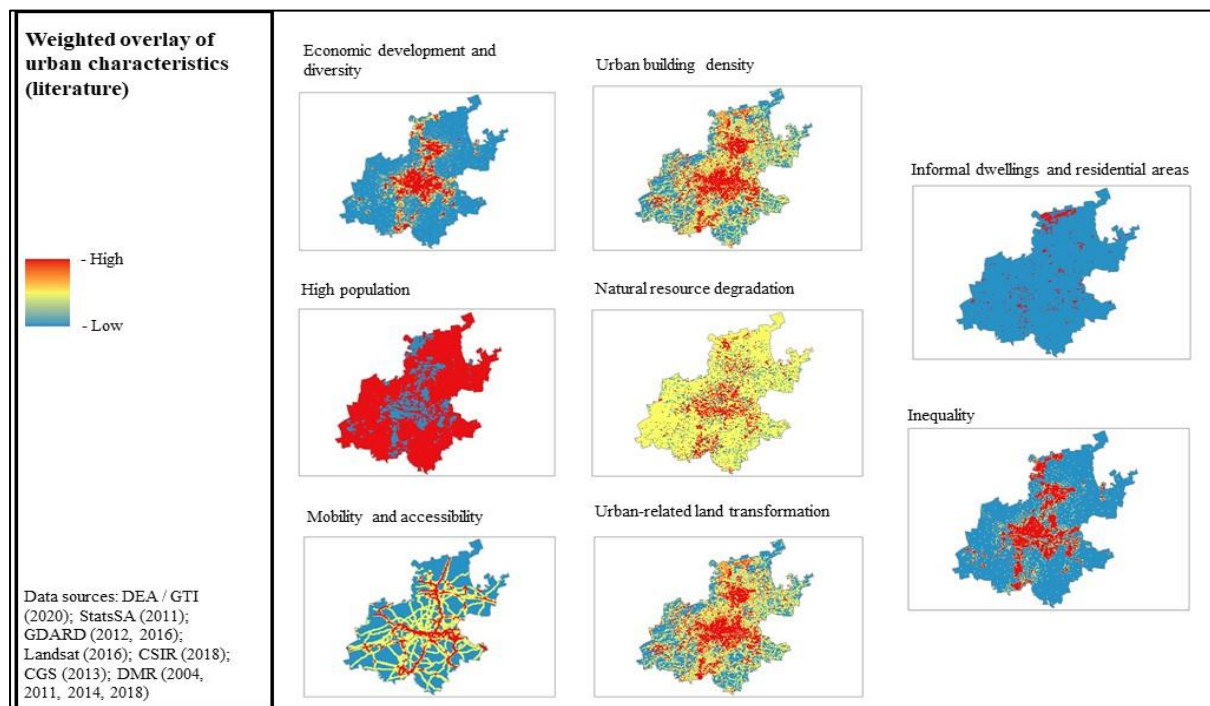 Weighted overlay of
urban characteristics
(literature)
- High
- Low
Data sources: DEA / GTI
(2020); StatsSA (2011);
GDARD (2012, 2016);
Landsat (2016); CSIR (2018);
CGS (2013); DMR (2004,
2011, 2014, 2018)
Economic development and
diversity
Urban building density
Informal dwellings and residential areas
High population
Natural resource degradation
Inequality
Mobility and accessibility
Urban-related land transformation